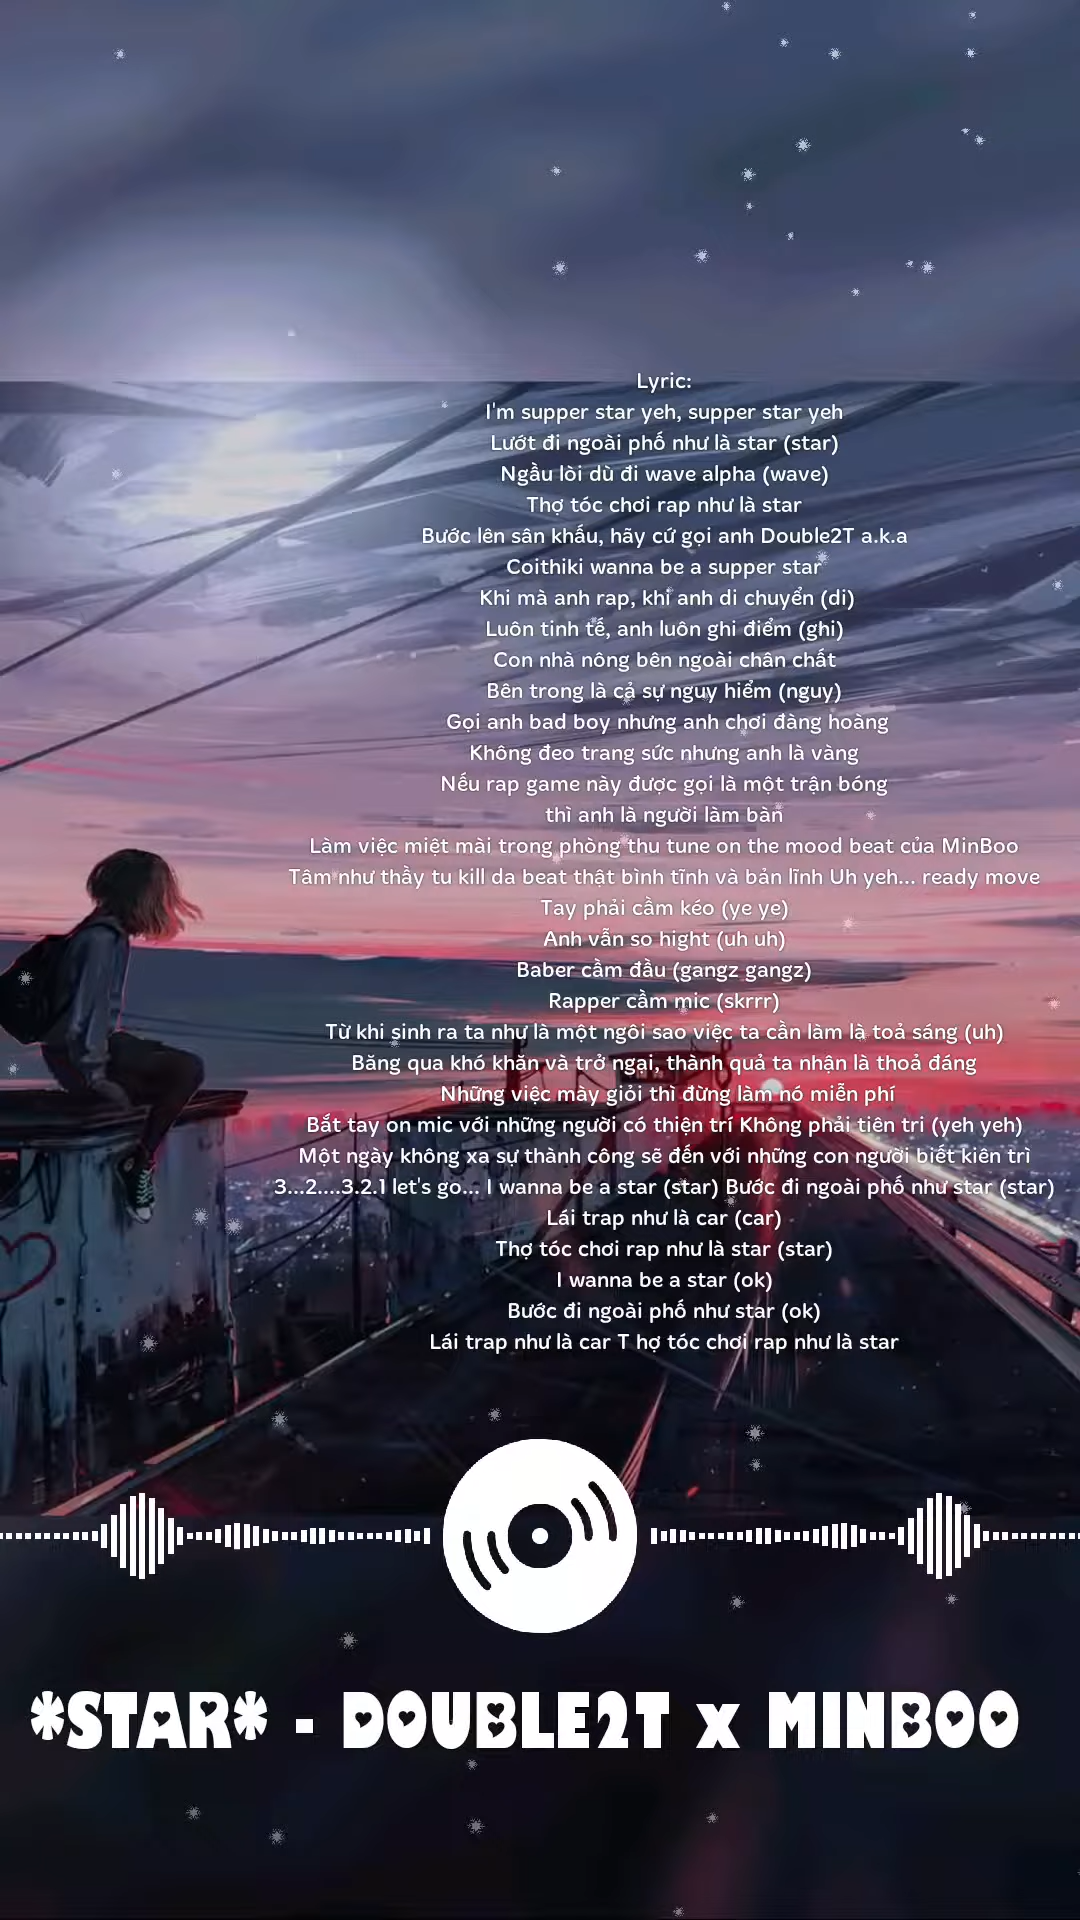 Lyric:
I'm supper star yeh, supper star yeh
Lướt đi ngoài phố như là star (star)
Ngầu lòi dù đi wave alpha (wave)
Thợ tóc chơi rap như là star
Bước lên sân khấu, hãy cứ gọi anh Double2T a.k.a
Coithiki wanna be a supper star
Khi mà anh rap, khi anh di chuyển (di)
Luôn tinh tế, anh luôn ghi điểm (ghi)
Con nhà nông bên ngoài chân chất
Bên trong là cả sự nguy hiểm (nguy)
Gọi anh bad boy nhưng anh chơi đàng hoàng
Không đeo trang sức nhưng anh là vàng
Nếu rap game này được gọi là một trận bóng
thì anh là người làm bàn
Làm việc miệt mài trong phòng thu tune on the mood beat của MinBoo
Tâm như thầy tu kill da beat thật bình tĩnh và bản lĩnh Uh yeh... ready move
Tay phải cầm kéo (ye ye)
Anh vẫn so hight (uh uh)
Baber cầm đầu (gangz gangz)
Rapper cầm mic (skrrr)
Từ khi sinh ra ta như là một ngôi sao việc ta cần làm là toả sáng (uh)
Băng qua khó khăn và trở ngại, thành quả ta nhận là thoả đáng
Những việc mày giỏi thì đừng làm nó miễn phí
Bắt tay on mic với những người có thiện trí Không phải tiên tri (yeh yeh)
Một ngày không xa sự thành công sẽ đến với những con người biết kiên trì
3...2....3.2.1 let's go... I wanna be a star (star) Bước đi ngoài phố như star (star)
Lái trap như là car (car)
Thợ tóc chơi rap như là star (star)
I wanna be a star (ok)
Bước đi ngoài phố như star (ok)
Lái trap như là car T hợ tóc chơi rap như là star
*STAR* - DOUBLE2T x MINBOO